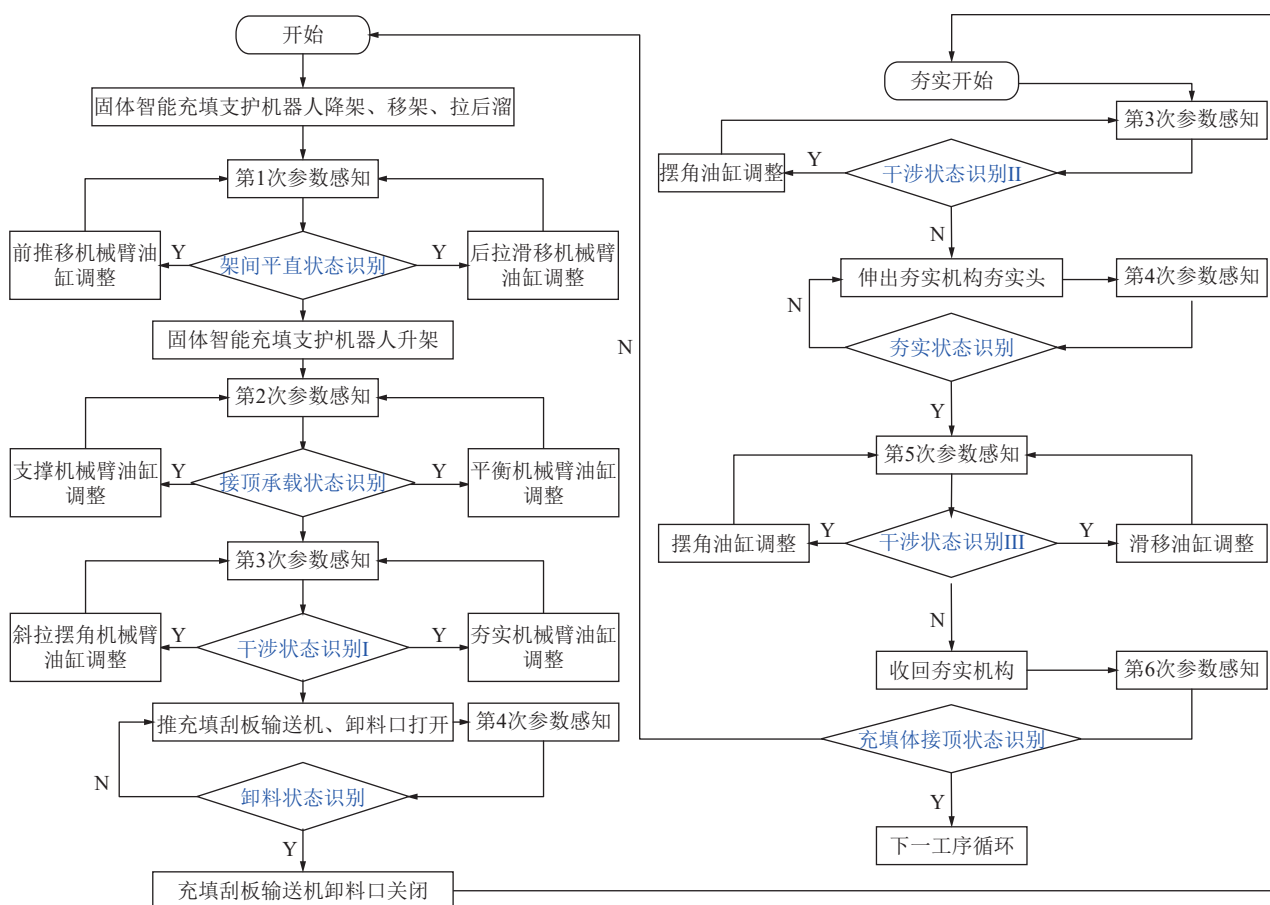 开始
固体智能充填支护机器人降架、移架、拉后溜
第1次参数感知
前推移机械臂油
缸调整
Y
架间平直状态识别
Y
后拉滑移机械臂
油缸调整
固体智能充填支护机器人升架
第2次参数感知
支撑机械臂油缸
调整
Y
接顶承载状态识别
Y
平衡机械臂油缸
调整
第3次参数感知
斜拉摆角机械臂
油缸调整
Y
干涉状态识别I
Y
夯实机械臂油缸
调整
推充填刮板输送机、卸料口打开
第4次参数感知
N
卸料状态识别
Y
充填刮板输送机卸料口关闭
N
夯实开始
第3次参数感知
摆角油缸调整
Y
干涉状态识别II
N
伸出夯实机构夯实头
第4次参数感知
N
夯实状态识别
Y
第5次参数感知
摆角油缸调整
Y
干涉状态识别III
Y
滑移油缸调整
N
收回夯实机构
第6次参数感知
充填体接顶状态识别
Y
下一工序循环